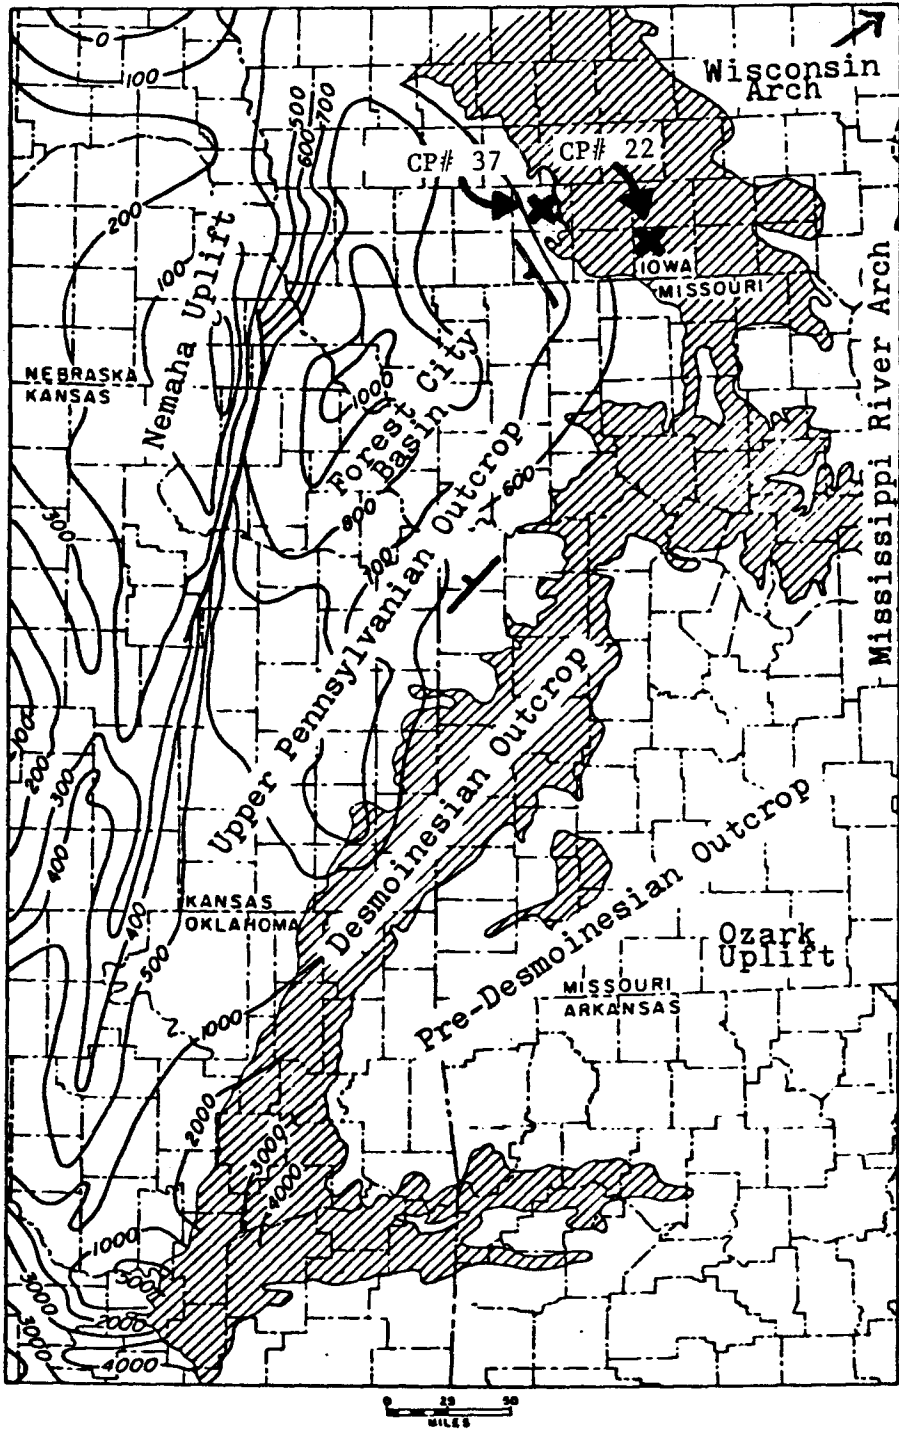 0
100
Wisconsin
Arch
500
600
700
CP# 37
CP# 22
200
100
Nemaha Uplift
IOWA
MISSOURI
Mississippi River Arch
NEBRASKA
KANSAS
1000
Forest City
Basin
600
800
700
Upper Pennsylvanian Outcrop
Desmoinesian Outcrop
Pre-Desmoinesian Outcrop
100
200
300
400
KANSAS
OKLAHOMA
400
500
Ozark
Uplift
MISSOURI
ARKANSAS
1000
2000
3000
4000
1000
3000
2000
3000
4000
0 25 50
MILES